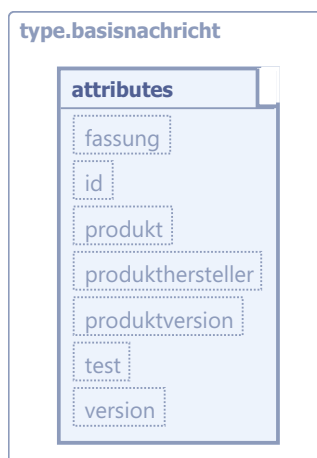 type.basisnachricht
attributes
fassung
id
produkt
produkthersteller
produktversion
test
version